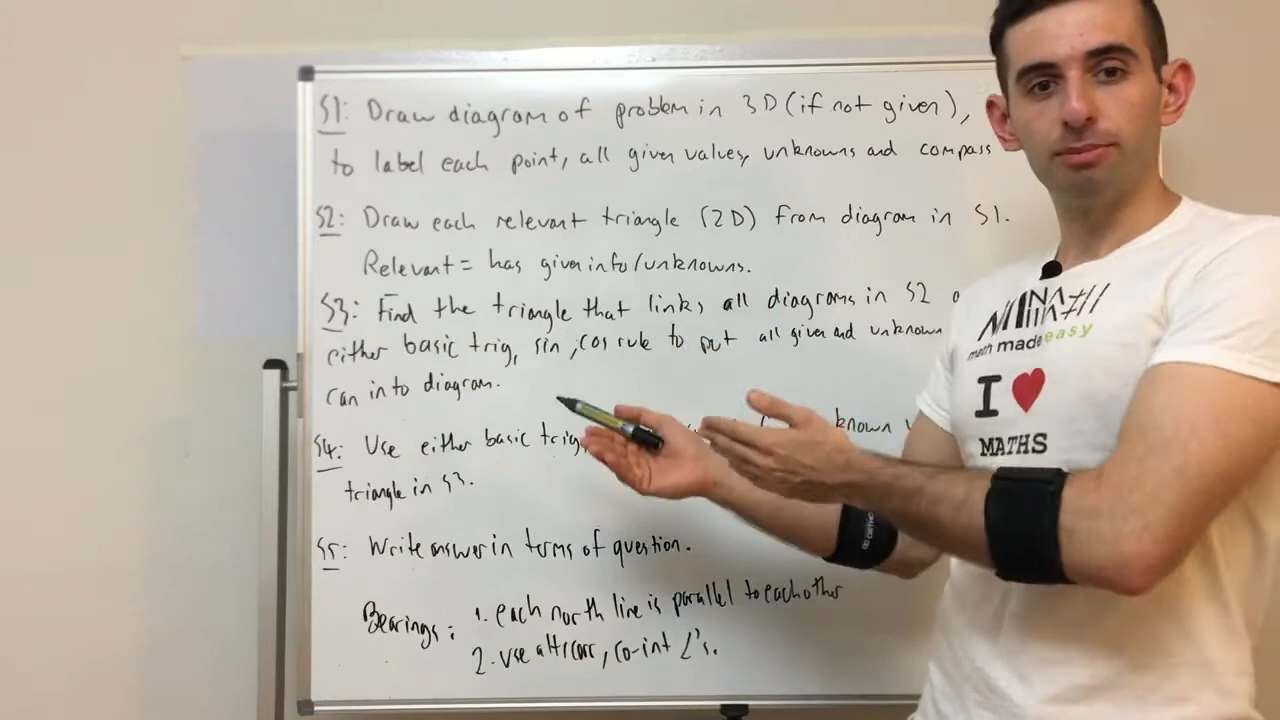 S1: Draw diagram of problem in 3D (if not given),
to label each point, all given values, unknowns and compass
S2: Draw each relevant triangle (2D) from diagram in S1.
Relevant = has given info/unknowns.
S3: Find the triangle that links all diagrams in S2
either basic trig, sin, cos rule to put all given and unknown
can in to diagram.
S4: Use either basic trig, known
triangle in S3.
S5: Write answer in terms of question.
Bearings: 1. each north line is parallel to each other
2. use alt, corr, co-int ∠'s.
math made easy
I ♥
MATHS